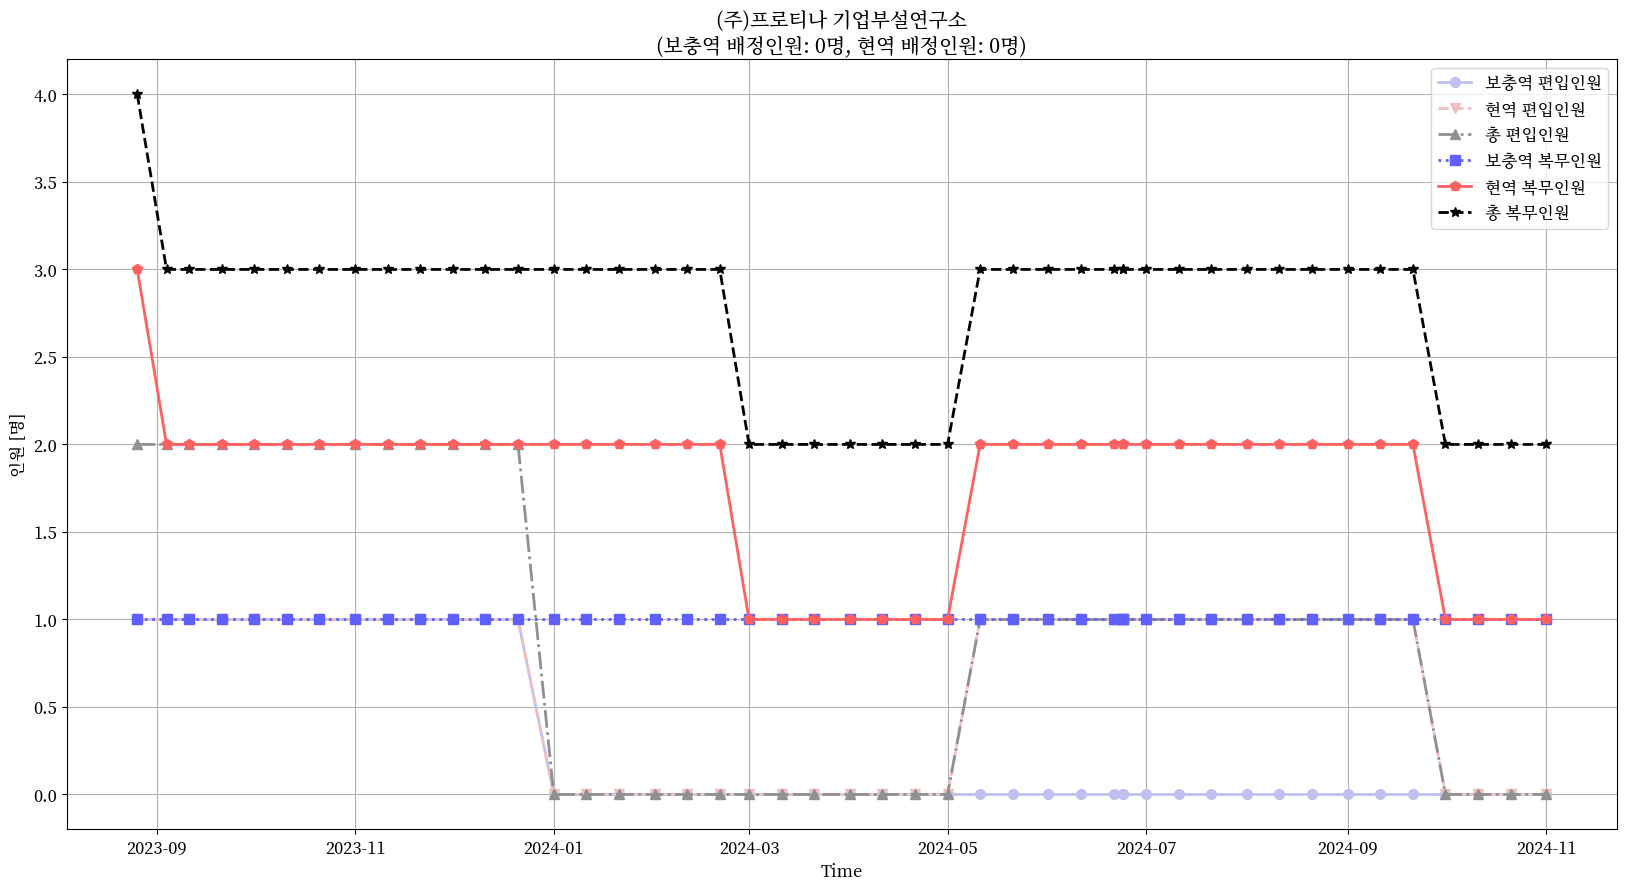 (주)프로티나 기업부설연구소
(보충역 배정인원: 0명, 현역 배정인원: 0명)
보충역 편입인원
현역 편입인원
총 편입인원
보충역 복무인원
현역 복무인원
총 복무인원
4.0
3.5
3.0
2.5
2.0
1.5
1.0
0.5
0.0
인원 [명]
2023-09 2023-11 2024-01 2024-03 2024-05 2024-07 2024-09 2024-11
Time